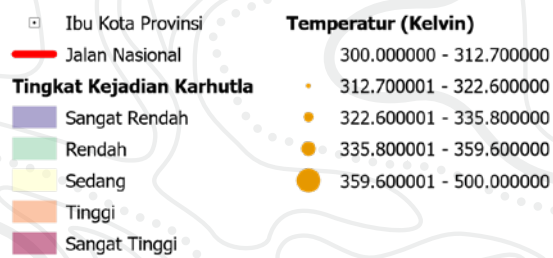 Ibu Kota Provinsi
Jalan Nasional
Tingkat Kejadian Karhutla
Sangat Rendah
Rendah
Sedang
Tinggi
Sangat Tinggi
Temperatur (Kelvin)
300.000000 - 312.700000
312.700001 - 322.600000
322.600001 - 335.800000
335.800001 - 359.600000
359.600001 - 500.000000